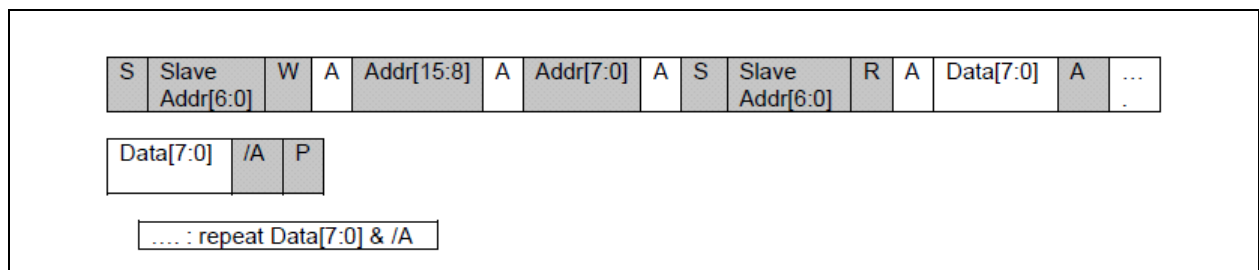 S Slave W A Addr[15:8] A Addr[7:0] A S Slave R A Data[7:0] A ...
Addr[6:0] Addr[6:0] .
Data[7:0] /A P
.... : repeat Data[7:0] & /A